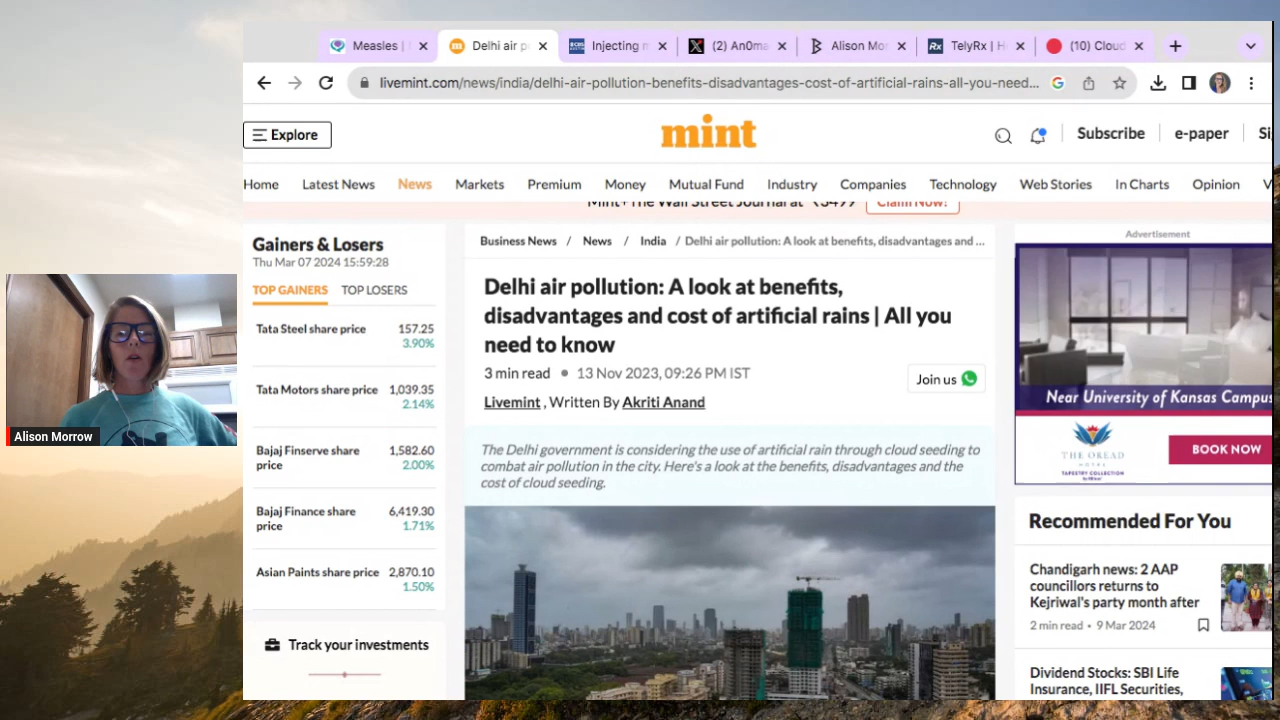 Measles |
Delhi air p
Injecting m
(2) An0ma
Alison Mor
TelyRx | H
(10) Cloud
livemint.com/news/india/delhi-air-pollution-benefits-disadvantages-cost-of-artificial-rains-all-you-need...
Explore
mint
Subscribe
e-paper
Si
Home
Latest News
News
Markets
Premium
Money
Mutual Fund
Industry
Companies
Technology
Web Stories
In Charts
Opinion
V
Mint+The Wall Street Journal at ₹3499
Claim Now!
Gainers & Losers
Thu Mar 07 2024 15:59:28
TOP GAINERS
TOP LOSERS
Tata Steel share price 157.25
3.90%
Tata Motors share price 1,039.35
2.14%
Bajaj Finserve share 1,582.60
price 2.00%
Bajaj Finance share 6,419.30
price 1.71%
Asian Paints share price 2,870.10
1.50%
Track your investments
Business News / News / India / Delhi air pollution: A look at benefits, disadvantages and ...
Delhi air pollution: A look at benefits,
disadvantages and cost of artificial rains | All you
need to know
3 min read • 13 Nov 2023, 09:26 PM IST
Join us
Livemint , Written By Akriti Anand
The Delhi government is considering the use of artificial rain through cloud seeding to
combat air pollution in the city. Here's a look at the benefits, disadvantages and the
cost of cloud seeding.
Advertisement
Near University of Kansas Campus
THE OREAD
HOTEL
TAPESTRY COLLECTION
BOOK NOW
Recommended For You
Chandigarh news: 2 AAP
councillors returns to
Kejriwal's party month after
2 min read • 9 Mar 2024
Dividend Stocks: SBI Life
Insurance, IIFL Securities,
Alison Morrow